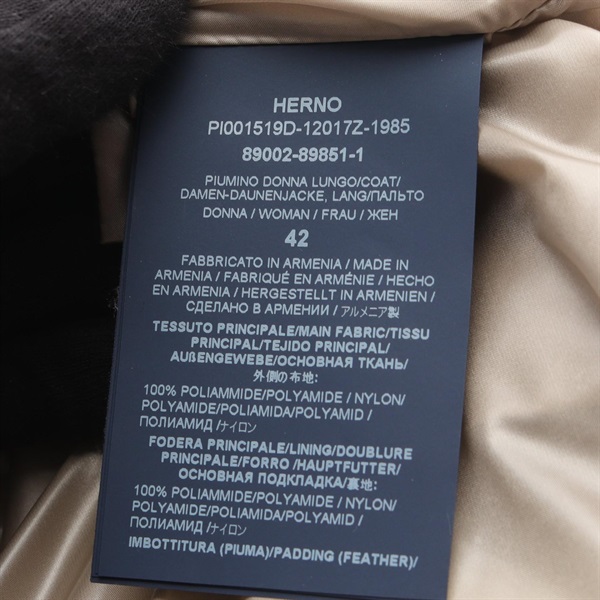 HERNO
PI001519D-12017Z-1985
89002-89851-1
PIUMINO DONNA LUNGO/COAT/
DAMEN-DAUNENJACKE, LANG/ПАЛЬТО
DONNA / WOMAN / FRAU / ЖЕН
42
FABBRICATO IN ARMENIA / MADE IN
ARMENIA / FABRIQUÉ EN ARMÉNIE / HECHO
EN ARMENIA / HERGESTELLT IN ARMENIEN /
СДЕЛАНО В АРМЕНИИ / アルメニア製
TESSUTO PRINCIPALE/MAIN FABRIC/TISSU
PRINCIPAL/TEJIDO PRINCIPAL/
AUßENGEWEBE/ОСНОВНАЯ ТКАНЬ/
外側の布地:
100% POLIAMMIDE/POLYAMIDE / NYLON/
POLYAMIDE/POLIAMIDA/POLYAMID /
ПОЛИАМИД /ナイロン
FODERA PRINCIPALE/LINING/DOUBLURE
PRINCIPALE/FORRO /HAUPTFUTTER/
ОСНОВНАЯ ПОДКЛАДКА/裏地:
100% POLIAMMIDE/POLYAMIDE / NYLON/
POLYAMIDE/POLIAMIDA/POLYAMID /
ПОЛИАМИД /ナイロン
IMBOTTITURA (PIUMA)/PADDING (FEATHER)/